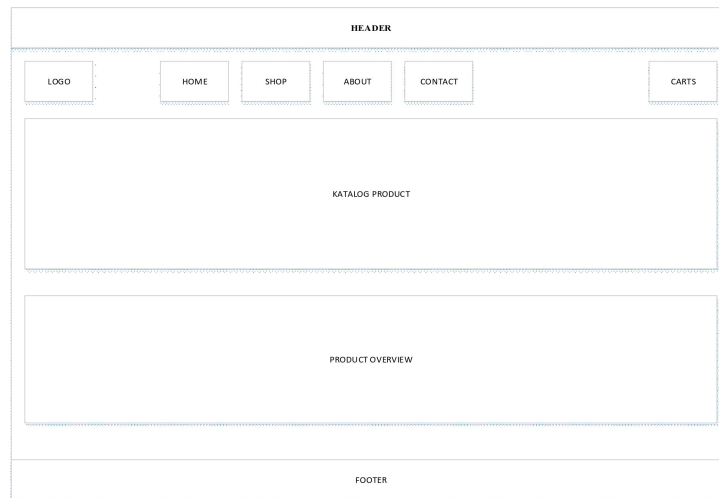 HEADER
LOGO HOME SHOP ABOUT CONTACT CARTS
KATALOG PRODUCT
PRODUCT OVERVIEW
FOOTER